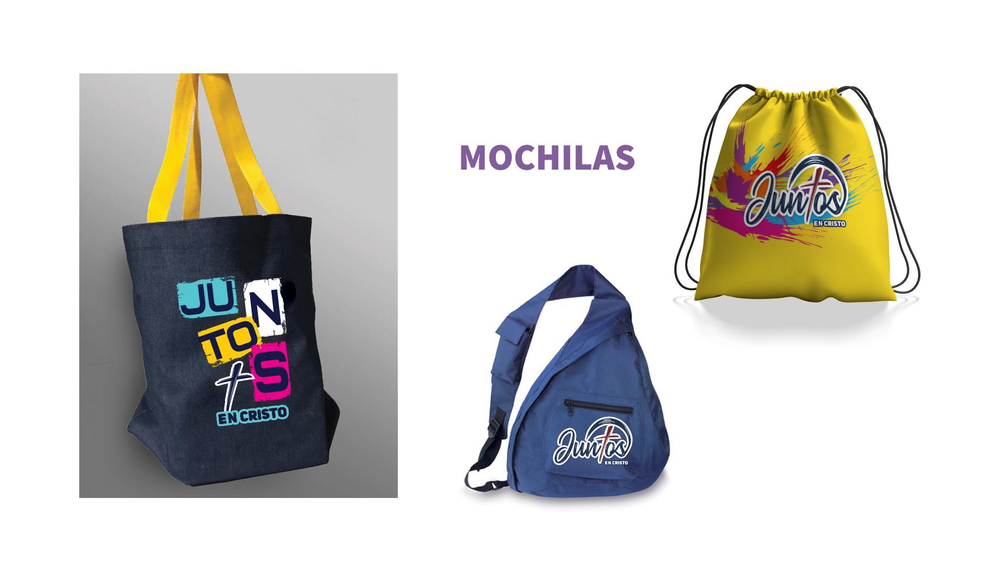 JU
N
TO
S
EN CRISTO
MOCHILAS
Juntos
EN CRISTO
Juntos
EN CRISTO